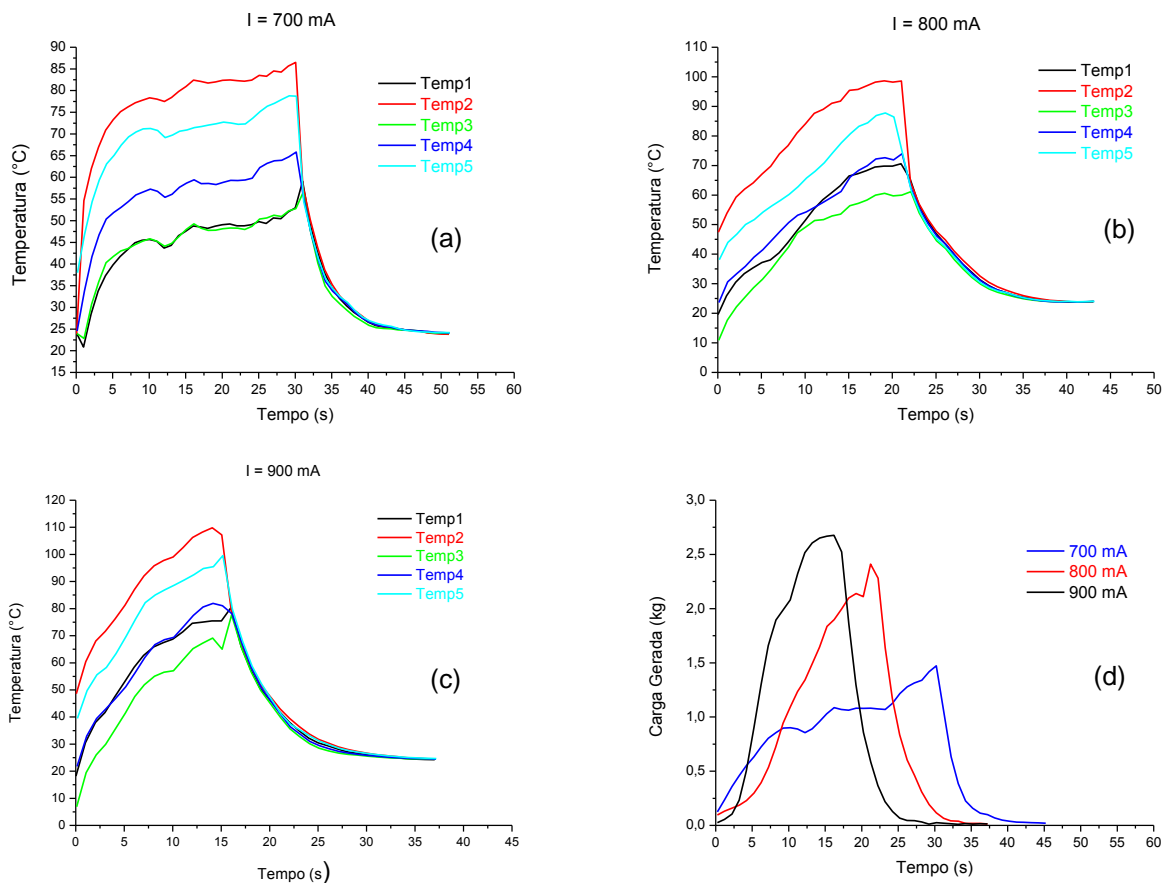 I = 700 mA
90
85
80
75
70
65
60
55
50
45
40
35
30
25
20
15
0 5 10 15 20 25 30 35 40 45 50 55 60
Temperatura (°C)
Tempo (s)
Temp1
Temp2
Temp3
Temp4
Temp5
(a)
I = 800 mA
110
100
90
80
70
60
50
40
30
20
10
0
0 5 10 15 20 25 30 35 40 45 50
Temperatura (°C)
Tempo (s)
Temp1
Temp2
Temp3
Temp4
Temp5
(b)
I = 900 mA
120
110
100
90
80
70
60
50
40
30
20
10
0
0 5 10 15 20 25 30 35 40 45
Temperatura (°C)
Tempo (s)
Temp1
Temp2
Temp3
Temp4
Temp5
(c)
3,0
2,5
2,0
1,5
1,0
0,5
0,0
0 5 10 15 20 25 30 35 40 45 50 55 60
Carga Gerada (kg)
Tempo (s)
700 mA
800 mA
900 mA
(d)